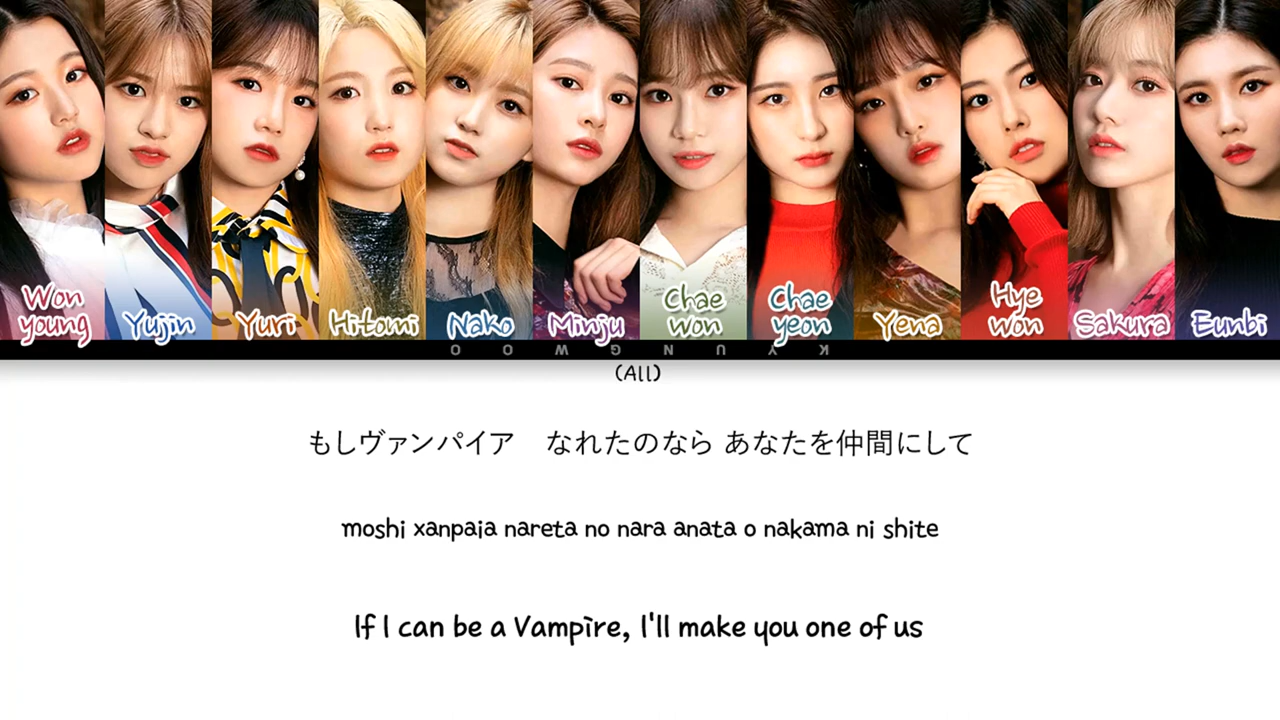 Won
young
Yujin
Yuri
Hitomi
Nako
Minju
Chae
won
Chae
yeon
Yena
Hye
won
Sakura
Eunbi
KYUNGWOO
(All)
もしヴァンパイア　なれたのなら あなたを仲間にして
moshi xanpaia nareta no nara anata o nakama ni shite
If I can be a Vampire, I'll make you one of us